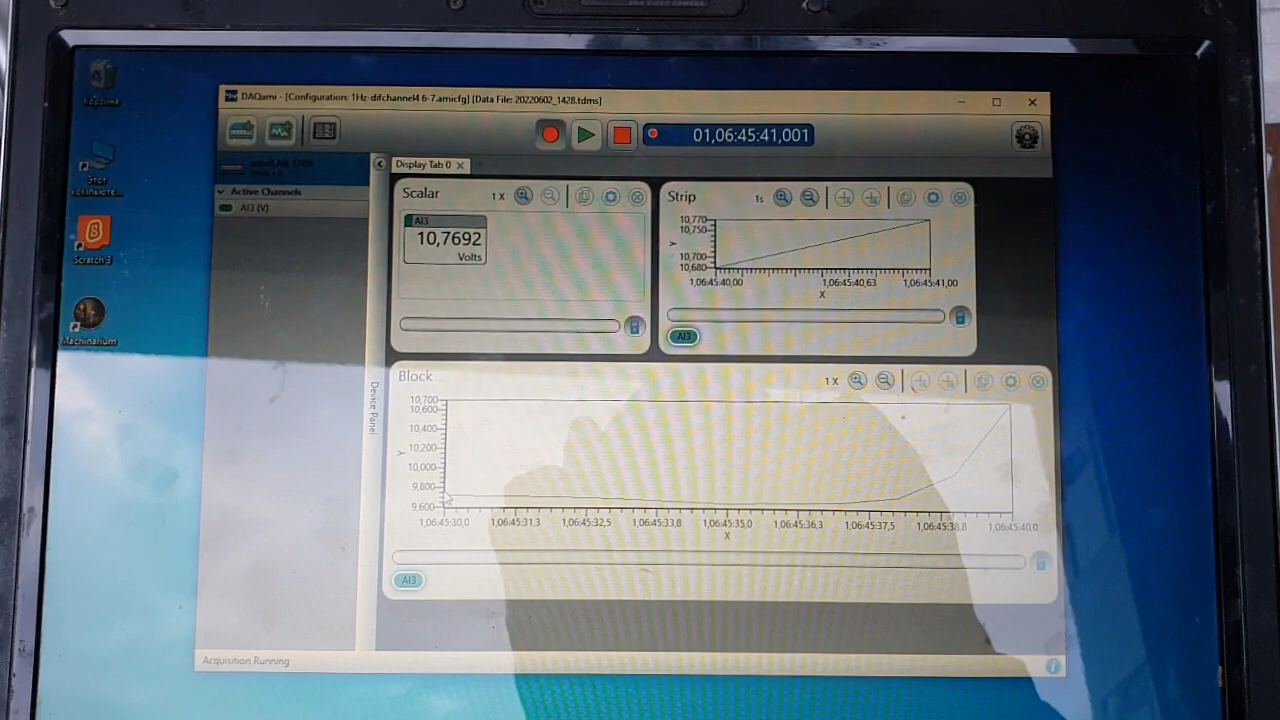 Корзина
Этот
компьюте...
Scratch 3
Machinarium
DAQami - [Configuration: 1Hz-difchannel4 6-7.amicfg] [Data File: 20220602_1428.tdms]
01,06:45:41,001
Active Channels
AI3 (V)
Device Panel
Display Tab 0
Scalar
1 X
AI3
10,7692
Volts
Strip
1s
10,770
10,750
10,700
10,680
Y
1,06:45:40,00
1,06:45:40,63
1,06:45:41,00
X
AI3
Block
1 X
10,700
10,600
10,400
10,200
10,000
9,800
9,600
Y
1,06:45:30,0
1,06:45:31,3
1,06:45:32,5
1,06:45:33,8
1,06:45:35,0
1,06:45:36,3
1,06:45:37,5
1,06:45:38,8
1,06:45:40,0
X
AI3
Acquisition Running